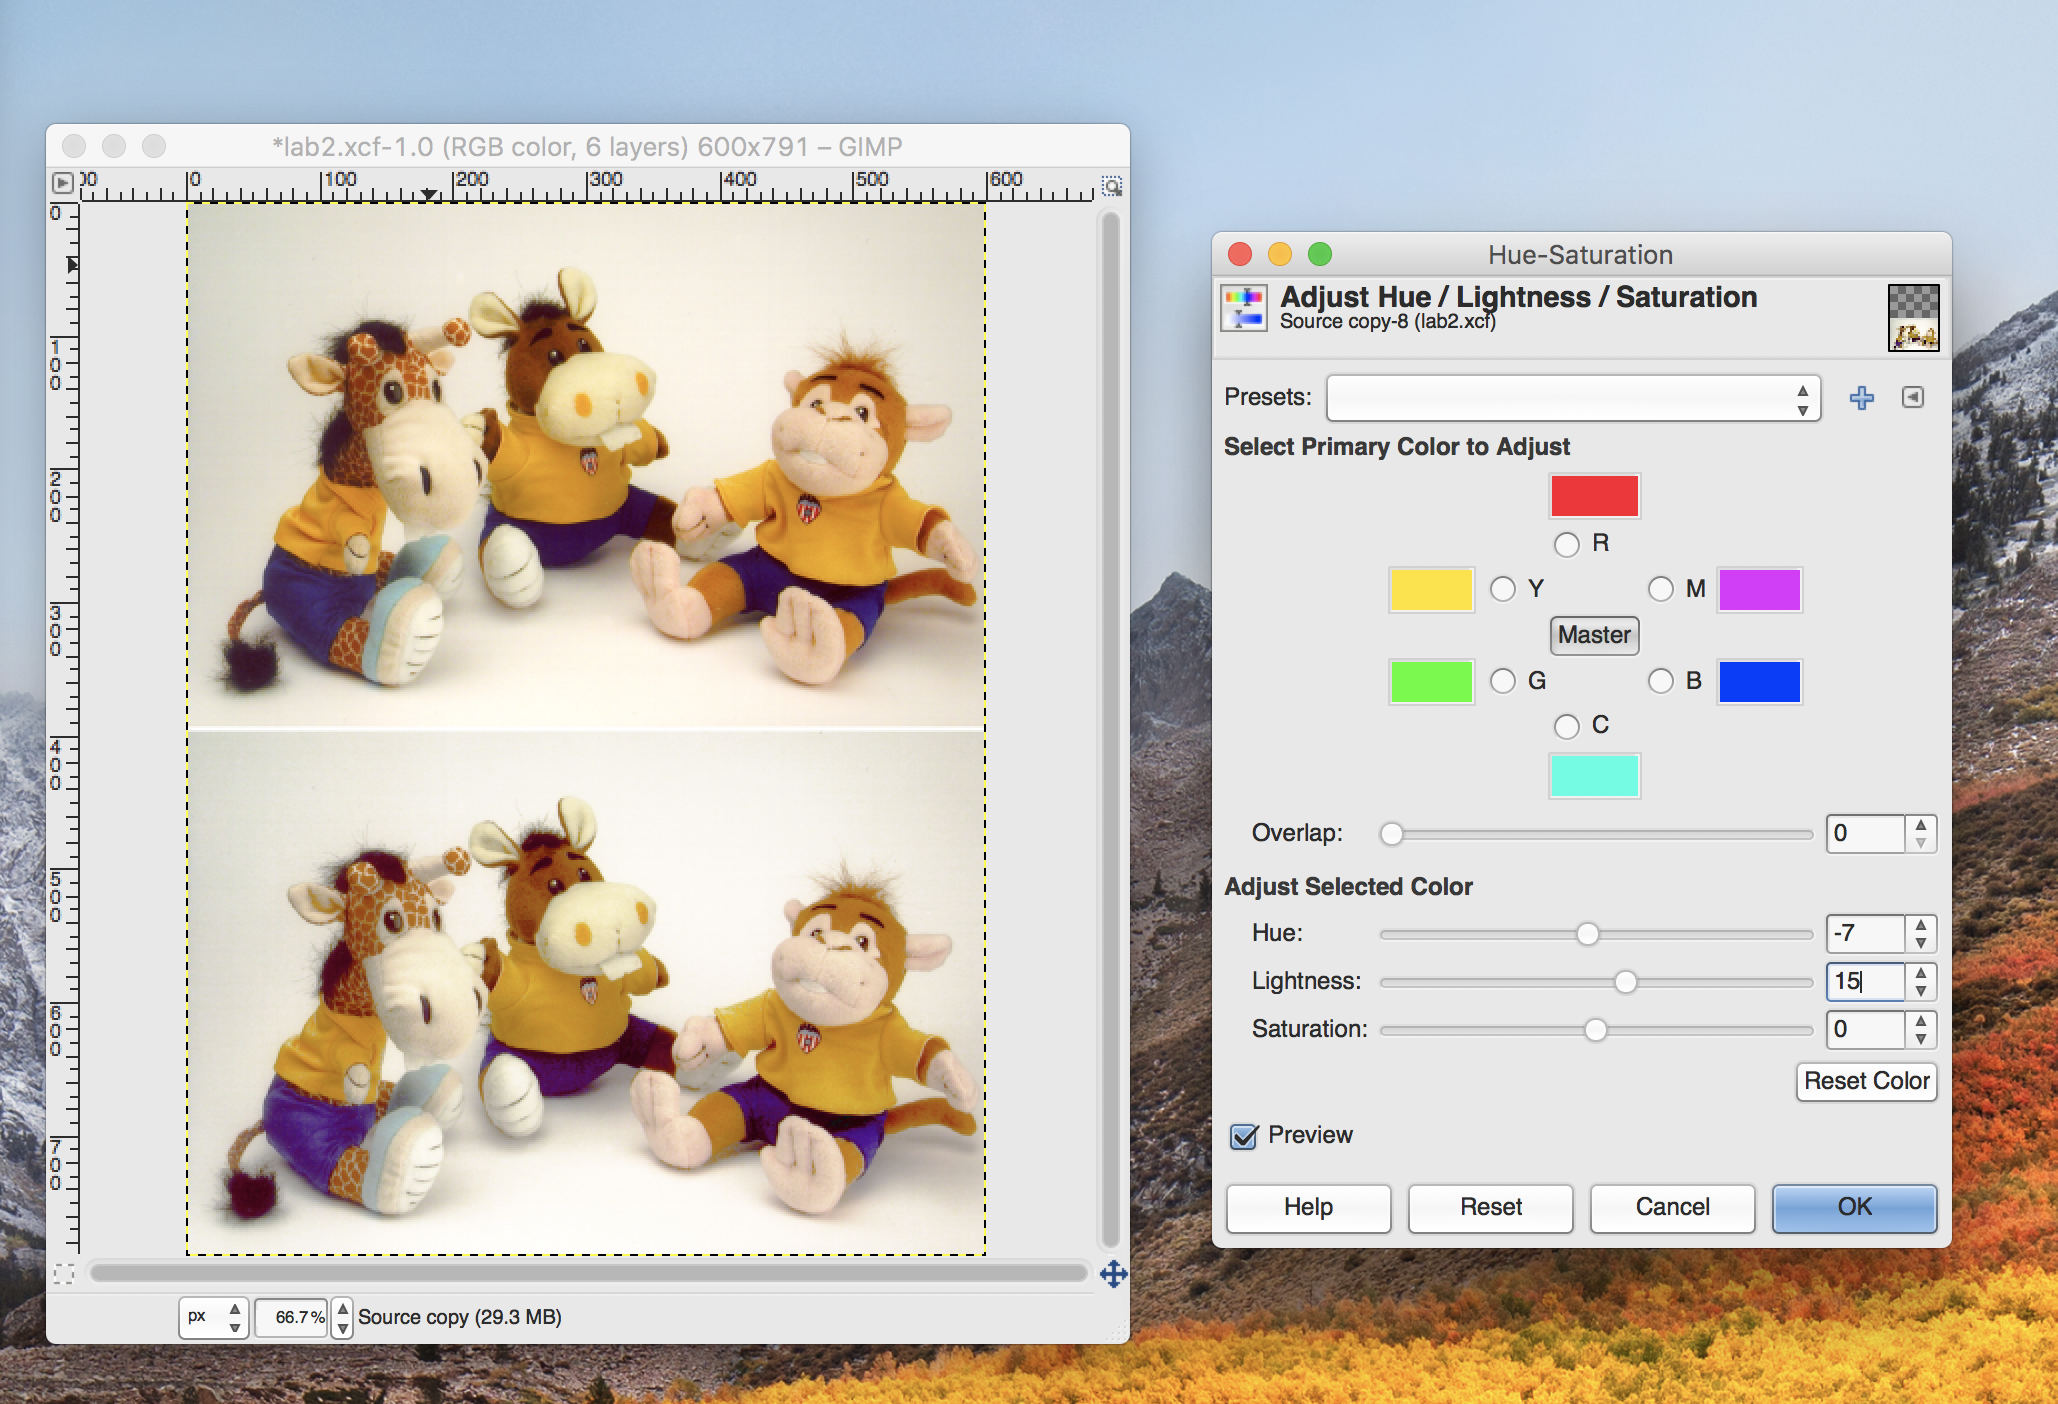 *lab2.xcf-1.0 (RGB color, 6 layers) 600x791 – GIMP
00 0 100 200 300 400 500 600
0
100
200
300
400
500
600
700
px 66.7% Source copy (29.3 MB)
Hue-Saturation
Adjust Hue / Lightness / Saturation
Source copy-8 (lab2.xcf)
Presets:
Select Primary Color to Adjust
R
Y M
Master
G B
C
Overlap: 0
Adjust Selected Color
Hue: -7
Lightness: 15
Saturation: 0
Reset Color
Preview
Help Reset Cancel OK